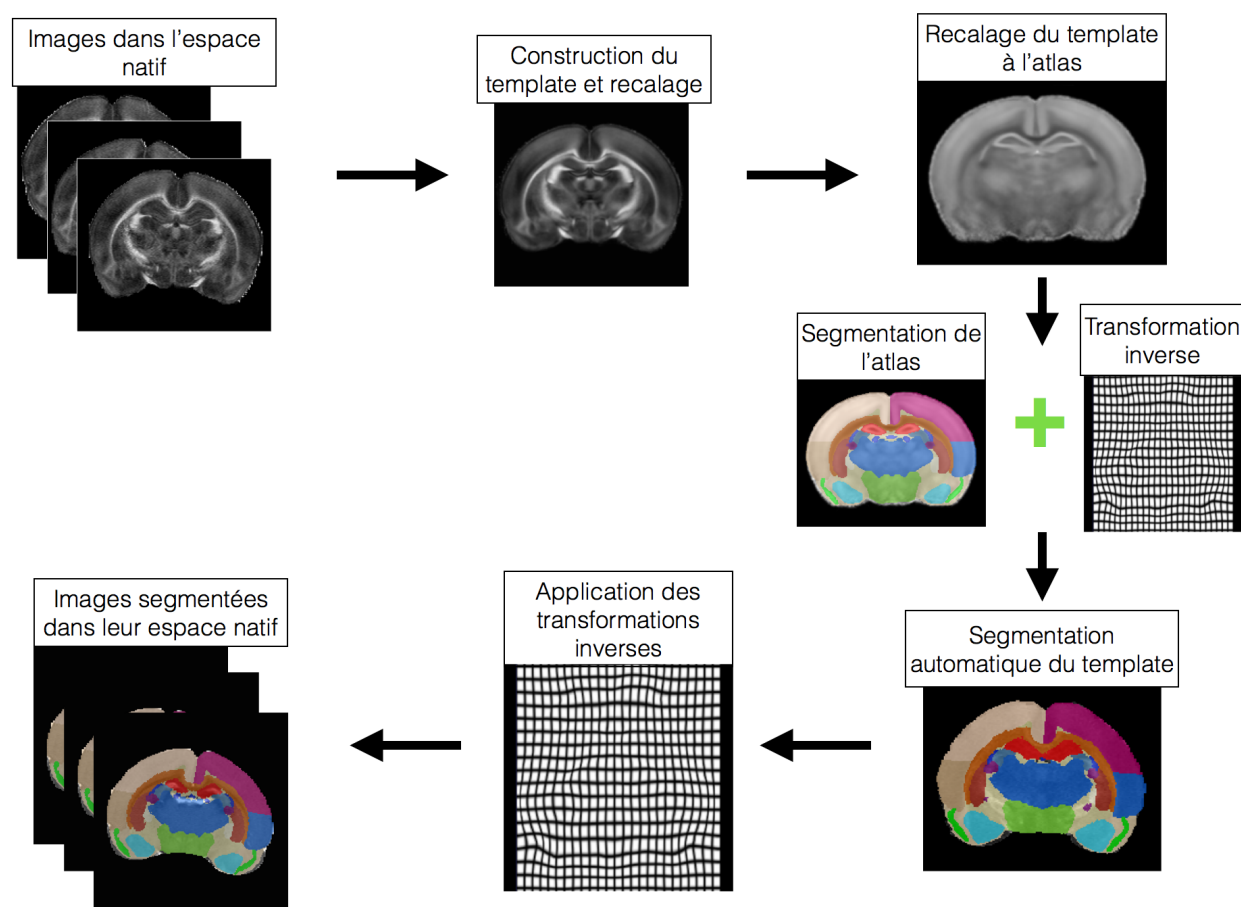 Images dans l'espace
natif
Construction du
template et recalage
Recalage du template
à l'atlas
Segmentation de
l'atlas
Transformation
inverse
Segmentation
automatique du template
Application des
transformations
inverses
Images segmentées
dans leur espace natif